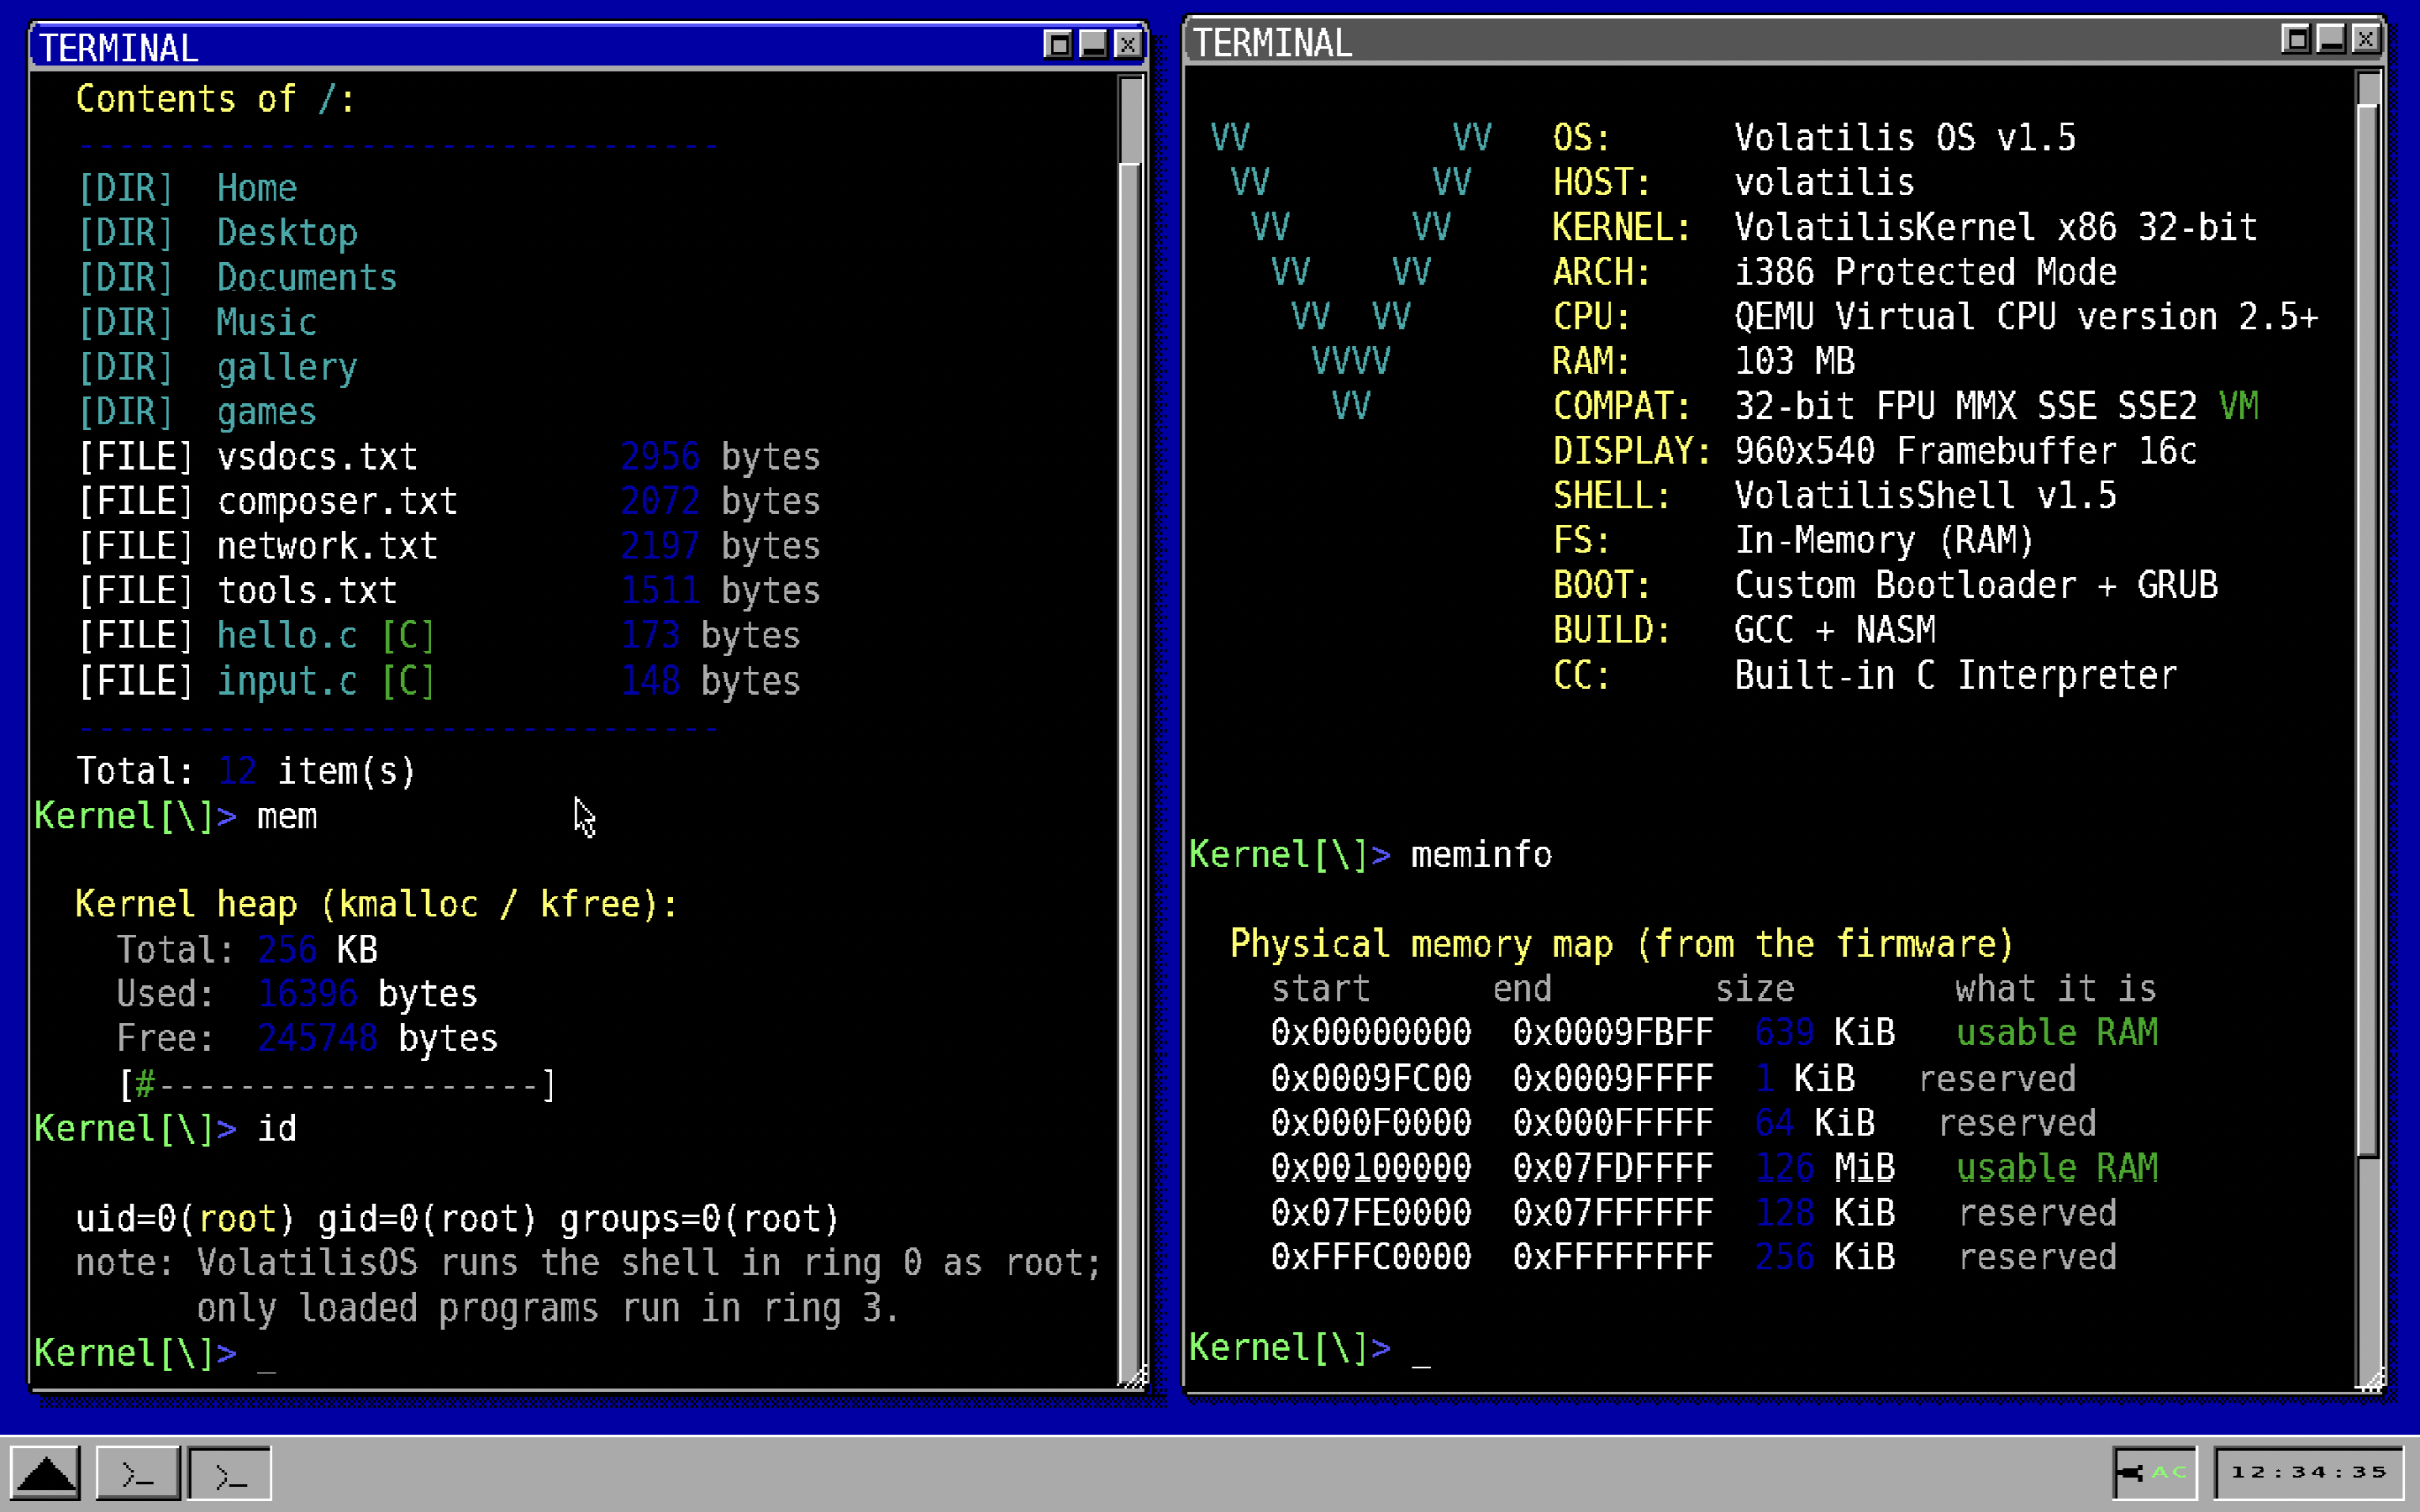 TERMINAL
Contents of /:
--------------------------------
[DIR]  Home
[DIR]  Desktop
[DIR]  Documents
[DIR]  Music
[DIR]  gallery
[DIR]  games
[FILE] vsdocs.txt          2956 bytes
[FILE] composer.txt        2072 bytes
[FILE] network.txt         2197 bytes
[FILE] tools.txt           1511 bytes
[FILE] hello.c [C]         173 bytes
[FILE] input.c [C]         148 bytes
--------------------------------
Total: 12 item(s)
Kernel[\]> mem
Kernel heap (kmalloc / kfree):
Total: 256 KB
Used:  16396 bytes
Free:  245748 bytes
[#-------------------]
Kernel[\]> id
uid=0(root) gid=0(root) groups=0(root)
note: VolatilisOS runs the shell in ring 0 as root;
only loaded programs run in ring 3.
Kernel[\]> _
TERMINAL
VV          VV   OS:      Volatilis OS v1.5
VV        VV    HOST:    volatilis
VV      VV     KERNEL:  VolatilisKernel x86 32-bit
VV    VV      ARCH:    i386 Protected Mode
VV  VV       CPU:     QEMU Virtual CPU version 2.5+
VVVV        RAM:     103 MB
VV         COMPAT:  32-bit FPU MMX SSE SSE2 VM
DISPLAY: 960x540 Framebuffer 16c
SHELL:   VolatilisShell v1.5
FS:      In-Memory (RAM)
BOOT:    Custom Bootloader + GRUB
BUILD:   GCC + NASM
CC:      Built-in C Interpreter
Kernel[\]> meminfo
Physical memory map (from the firmware)
start      end        size        what it is
0x00000000  0x0009FBFF  639 KiB   usable RAM
0x0009FC00  0x0009FFFF  1 KiB   reserved
0x000F0000  0x000FFFFF  64 KiB   reserved
0x00100000  0x07FDFFFF  126 MiB   usable RAM
0x07FE0000  0x07FFFFFF  128 KiB   reserved
0xFFFC0000  0xFFFFFFFF  256 KiB   reserved
Kernel[\]> _
>_
>_
AC
12:34:35